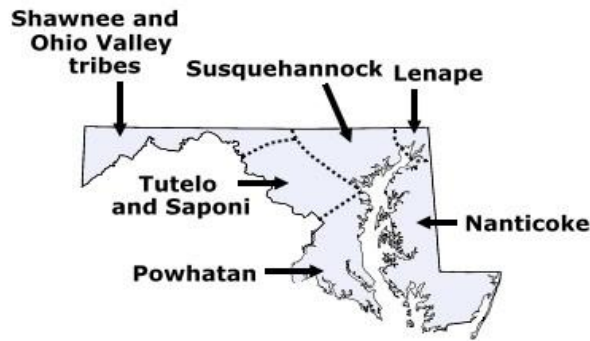 Shawnee and
Ohio Valley
tribes
Susquehannock
Lenape
Tutelo
and Saponi
Nanticoke
Powhatan